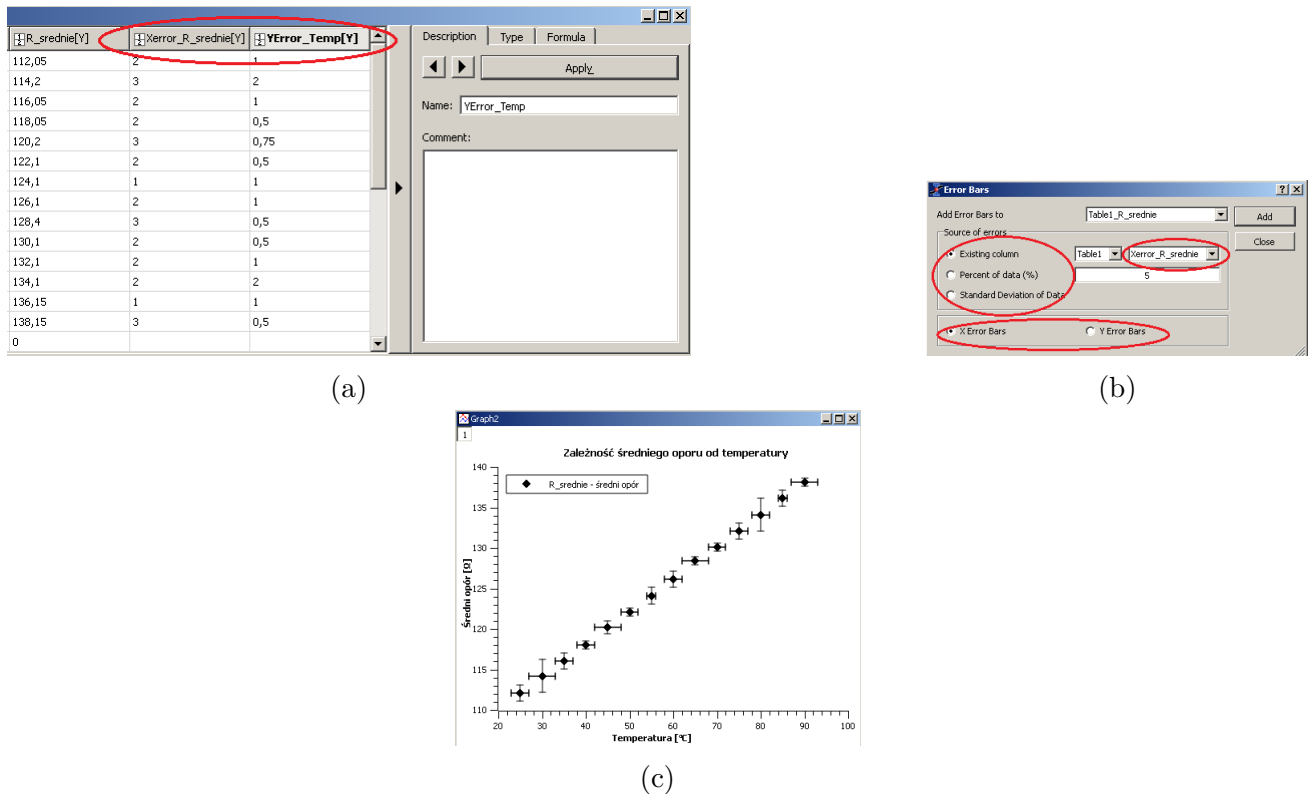 R_srednie[Y] Xerror_R_srednie[Y] YError_Temp[Y]
112,05 2 1
114,2 3 2
116,05 2 1
118,05 2 0,5
120,2 3 0,75
122,1 2 0,5
124,1 1 1
126,1 2 1
128,4 3 0,5
130,1 2 0,5
132,1 2 1
134,1 2 2
136,15 1 1
138,15 3 0,5
0
Description Type Formula
Apply
Name: YError_Temp
Comment:
(a)
Error Bars
Add Error Bars to Table1_R_srednie Add
Source of errors Close
Existing column Table1 Xerror_R_srednie
Percent of data (%) 5
Standard Deviation of Data
X Error Bars Y Error Bars
(b)
Graph2
1
Zależność średniego oporu od temperatury
R_srednie - średni opór
Średni opór [Ω]
140
135
130
125
120
115
110
20 30 40 50 60 70 80 90 100
Temperatura [°C]
(c)